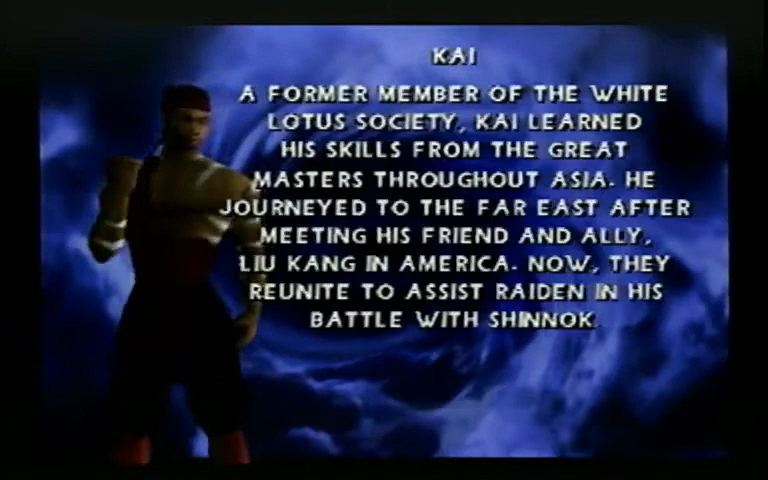 KAI
A FORMER MEMBER OF THE WHITE
LOTUS SOCIETY, KAI LEARNED
HIS SKILLS FROM THE GREAT
MASTERS THROUGHOUT ASIA. HE
JOURNEYED TO THE FAR EAST AFTER
MEETING HIS FRIEND AND ALLY,
LIU KANG IN AMERICA. NOW, THEY
REUNITE TO ASSIST RAIDEN IN HIS
BATTLE WITH SHINNOK.